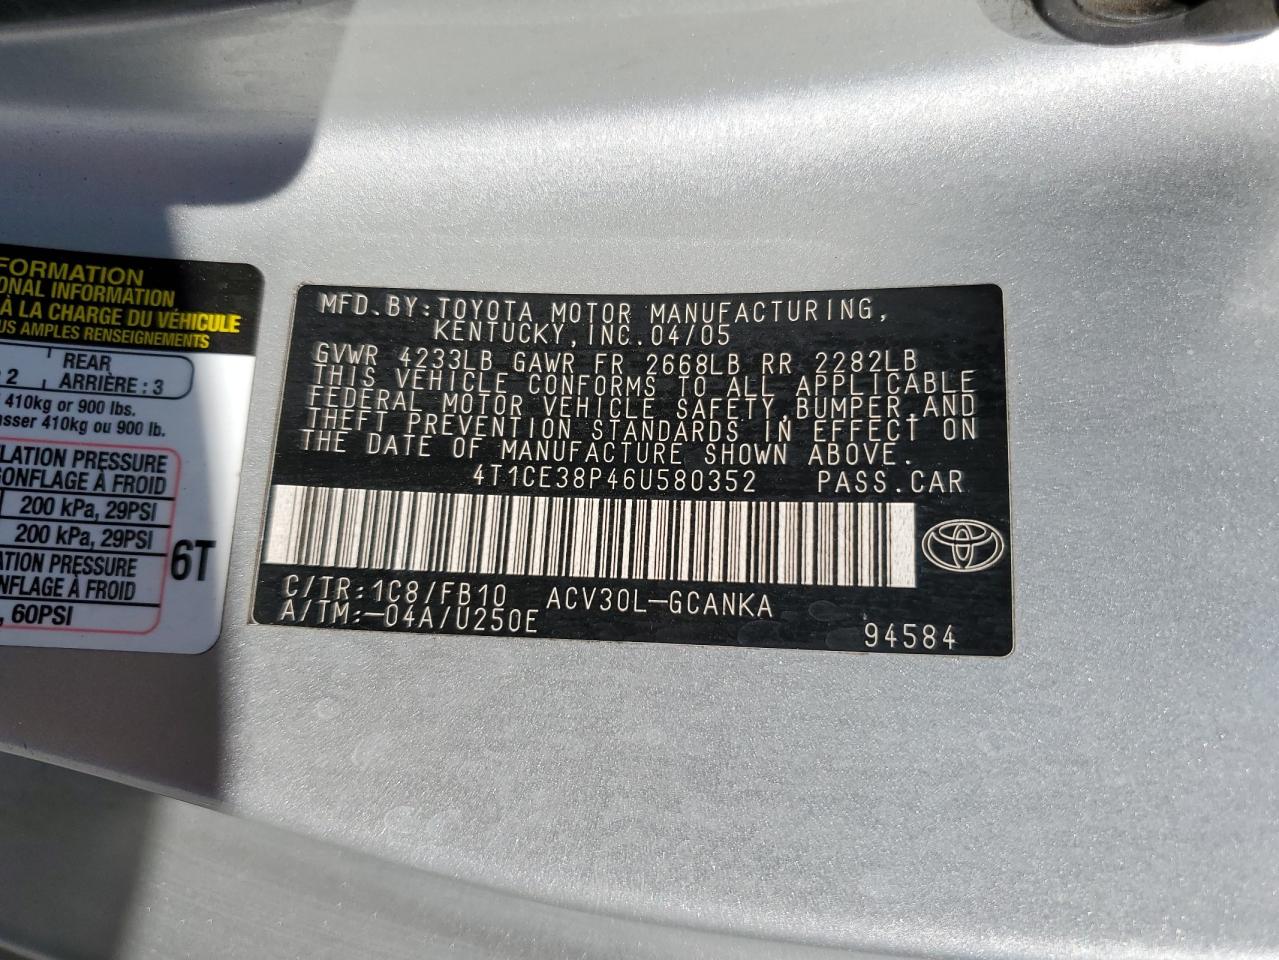 FORMATION
ONAL INFORMATION
À LA CHARGE DU VÉHICULE
US AMPLES RENSEIGNEMENTS
2 REAR
ARRIÈRE : 3
410kg or 900 lbs.
asser 410kg ou 900 lb.
LATION PRESSURE
GONFLAGE À FROID
200 kPa, 29PSI
200 kPa, 29PSI
ATION PRESSURE
NFLAGE À FROID
, 60PSI
6T
MFD.BY:TOYOTA MOTOR MANUFACTURING,
KENTUCKY,INC.04/05
GVWR 4233LB GAWR FR 2668LB RR 2282LB
THIS VEHICLE CONFORMS TO ALL APPLICABLE
FEDERAL MOTOR VEHICLE SAFETY,BUMPER,AND
THEFT PREVENTION STANDARDS IN EFFECT ON
THE DATE OF MANUFACTURE SHOWN ABOVE.
4T1CE38P46U580352 PASS.CAR
C/TR:1C8/FB10 ACV30L-GCANKA
A/TM:-04A/U250E
94584